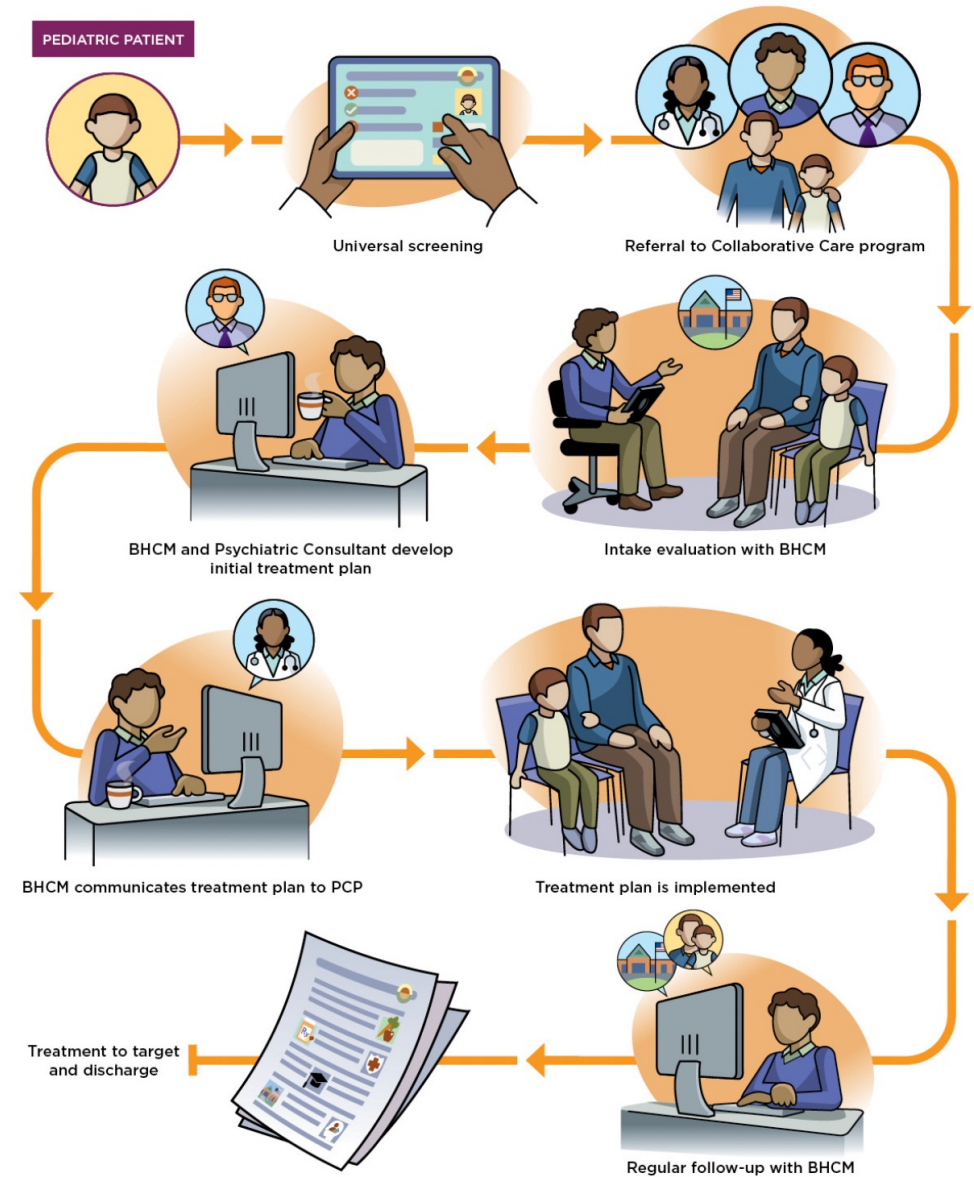 PEDIATRIC PATIENT
Universal screening
Referral to Collaborative Care program
BHCM and Psychiatric Consultant develop
initial treatment plan
Intake evaluation with BHCM
BHCM communicates treatment plan to PCP
Treatment plan is implemented
Rx
Treatment to target
and discharge
Regular follow-up with BHCM